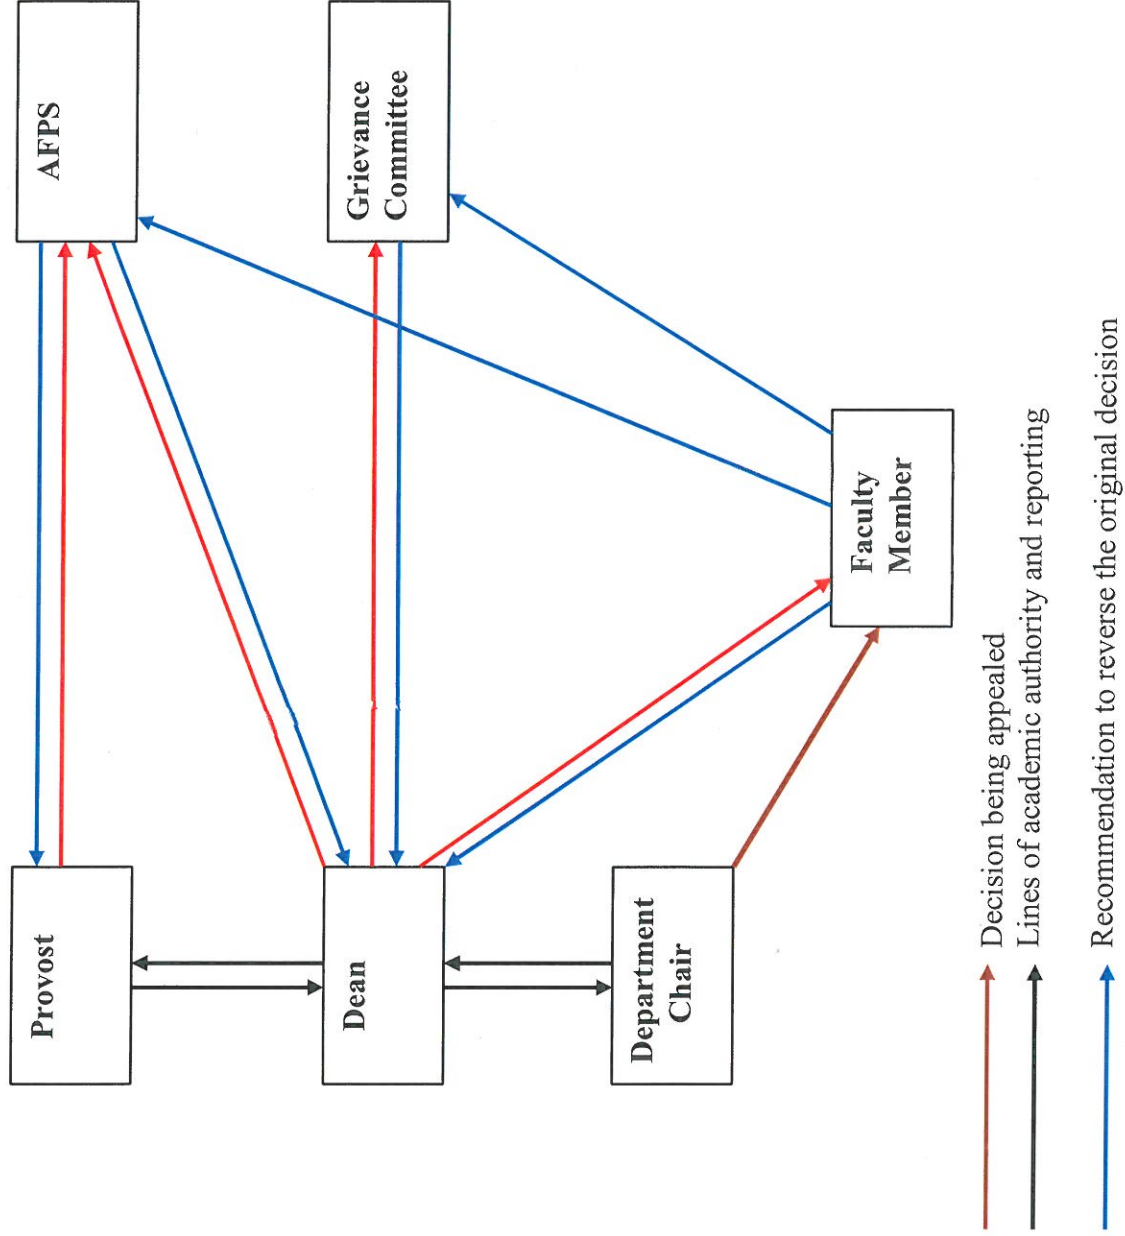 Provost
AFPS
Dean
Grievance
Committee
Department
Chair
Faculty
Member
Decision being appealed
Lines of academic authority and reporting
Recommendation to reverse the original decision